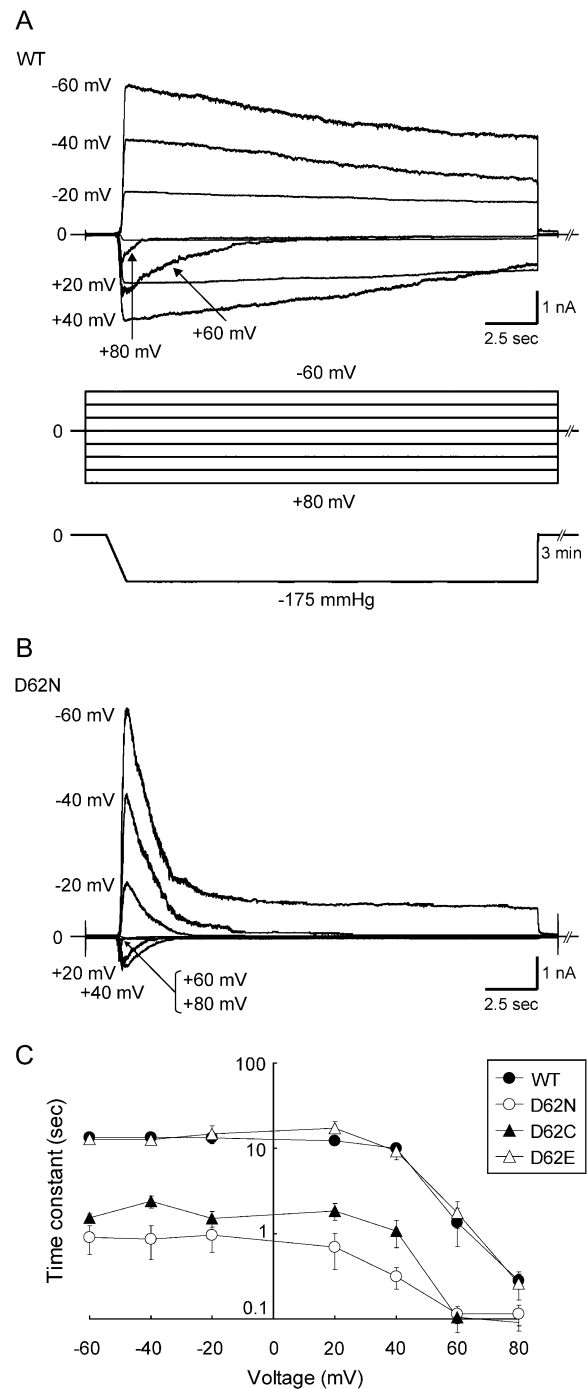 A
WT
-60 mV
-40 mV
-20 mV
0
+20 mV
+40 mV
+80 mV
+60 mV
1 nA
2.5 sec
-60 mV
0
+80 mV
0
3 min
-175 mmHg
B
D62N
-60 mV
-40 mV
-20 mV
0
+20 mV
+40 mV
+60 mV
+80 mV
1 nA
2.5 sec
C
Time constant (sec)
100
10
1
0.1
WT
D62N
D62C
D62E
-60 -40 -20 0 20 40 60 80
Voltage (mV)